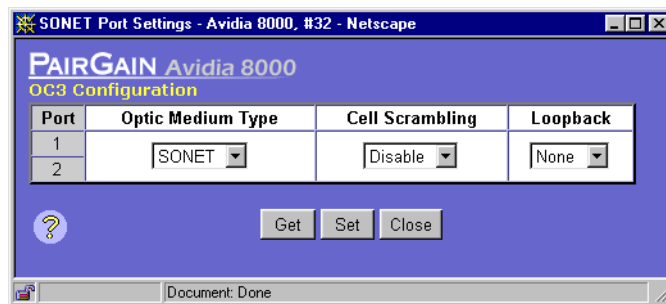 SONET Port Settings - Avidia 8000, #32 - Netscape
PAIRGAIN Avidia 8000
OC3 Configuration
Port Optic Medium Type Cell Scrambling Loopback
1
SONET Disable None
2
?
Get Set Close
Document: Done